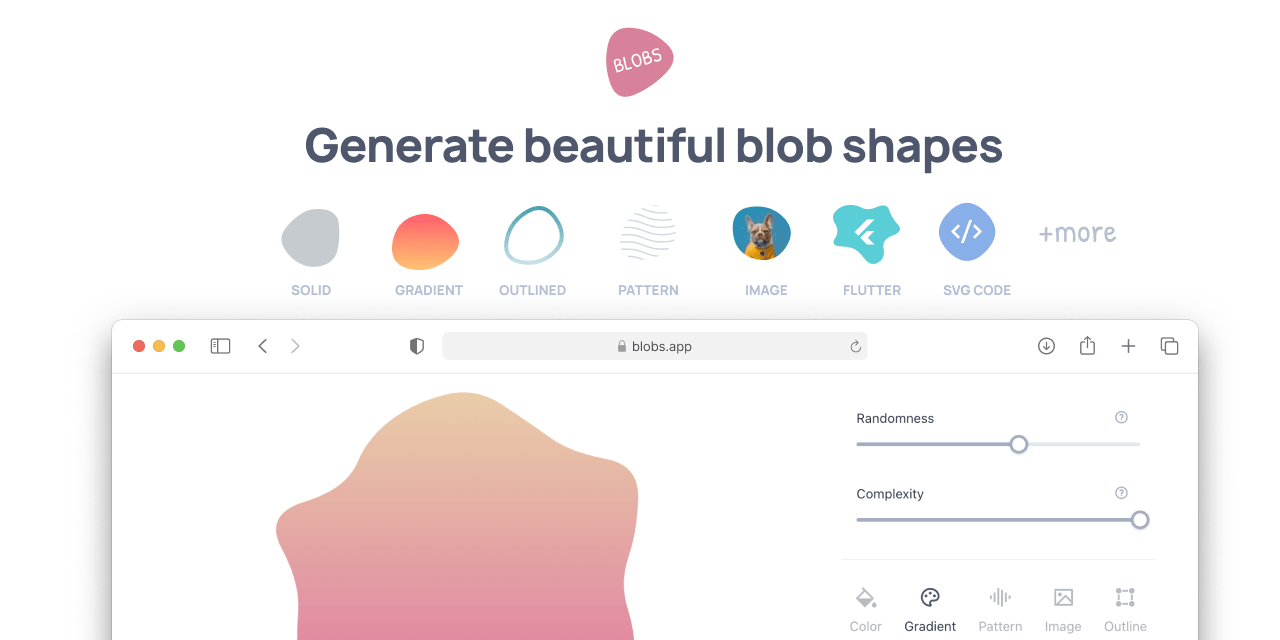 BLOBS
Generate beautiful blob shapes
</>
+more
SOLID GRADIENT OUTLINED PATTERN IMAGE FLUTTER SVG CODE
blobs.app
Randomness ?
Complexity ?
Color Gradient Pattern Image Outline